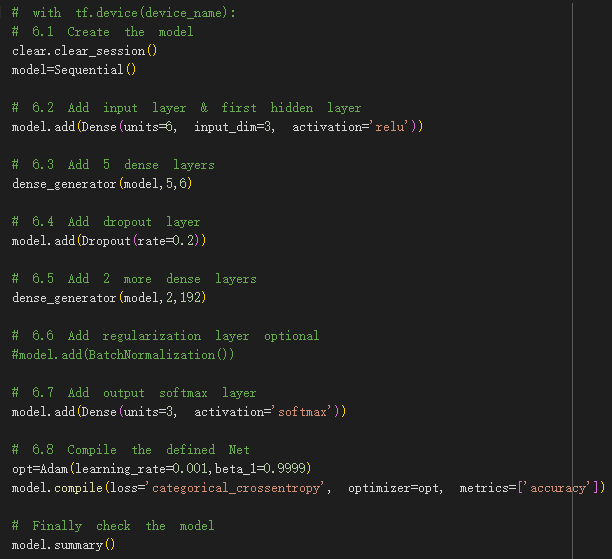 # with tf.device(device_name):
# 6.1 Create the model
clear.clear_session()
model=Sequential()
# 6.2 Add input layer & first hidden layer
model.add(Dense(units=6, input_dim=3, activation='relu'))
# 6.3 Add 5 dense layers
dense_generator(model,5,6)
# 6.4 Add dropout layer
model.add(Dropout(rate=0.2))
# 6.5 Add 2 more dense layers
dense_generator(model,2,192)
# 6.6 Add regularization layer optional
#model.add(BatchNormalization())
# 6.7 Add output softmax layer
model.add(Dense(units=3, activation='softmax'))
# 6.8 Compile the defined Net
opt=Adam(learning_rate=0.001,beta_1=0.9999)
model.compile(loss='categorical_crossentropy', optimizer=opt, metrics=['accuracy'])
# Finally check the model
model.summary()